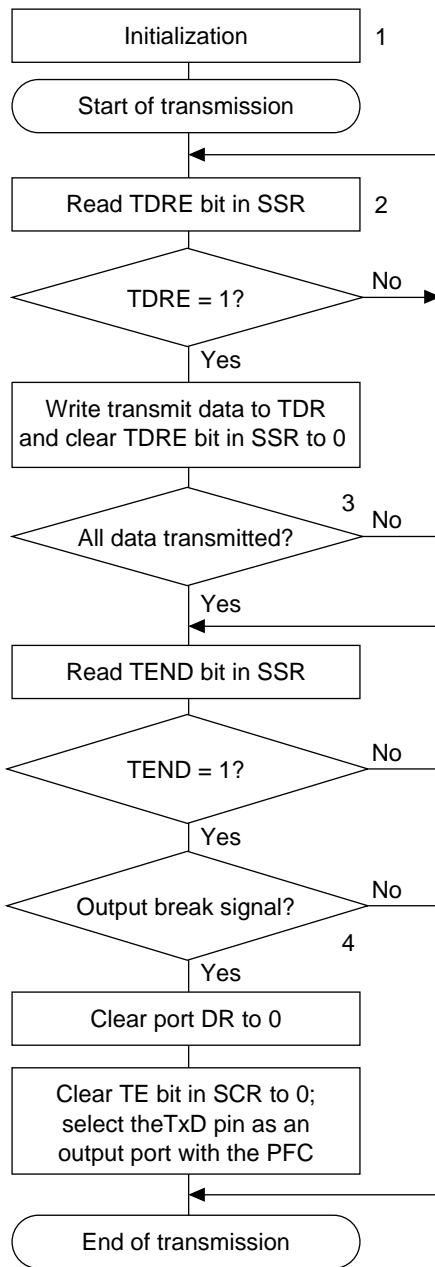 Initialization 1
Start of transmission
Read TDRE bit in SSR 2
TDRE = 1? No
Yes
Write transmit data to TDR
and clear TDRE bit in SSR to 0
3
All data transmitted? No
Yes
Read TEND bit in SSR
TEND = 1? No
Yes
Output break signal? No
4
Yes
Clear port DR to 0
Clear TE bit in SCR to 0;
select theTxD pin as an
output port with the PFC
End of transmission